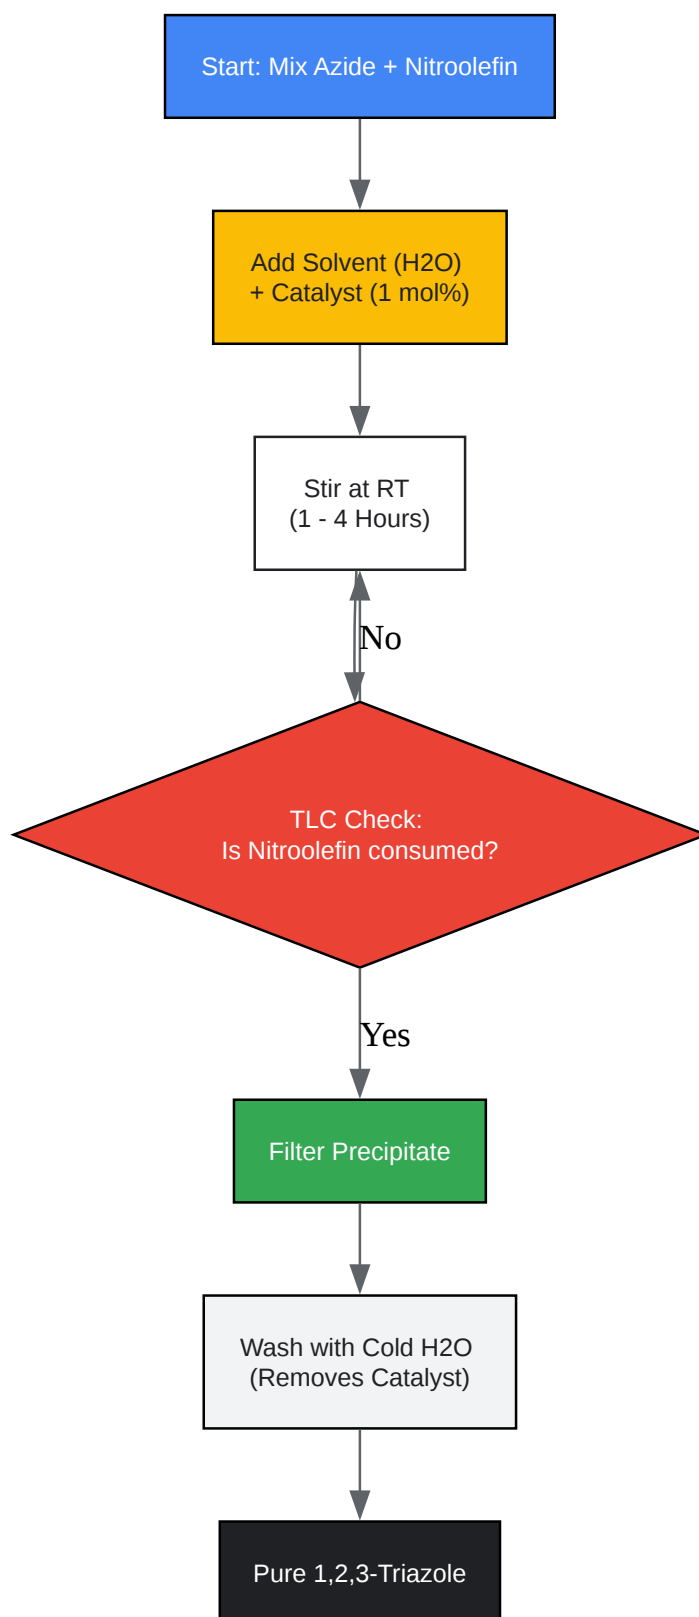 Start: Mix Azide + Nitroolefin
Add Solvent (H2O)
+ Catalyst (1 mol%)
Stir at RT
(1 - 4 Hours)
No
TLC Check:
Is Nitroolefin consumed?
Yes
Filter Precipitate
Wash with Cold H2O
(Removes Catalyst)
Pure 1,2,3-Triazole